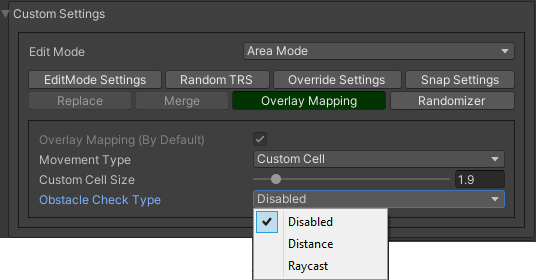 Custom Settings
Edit Mode Area Mode
EditMode Settings Random TRS Override Settings Snap Settings
Replace Merge Overlay Mapping Randomizer
Overlay Mapping (By Default)
Movement Type Custom Cell
Custom Cell Size 1.9
Obstacle Check Type Disabled
Disabled
Distance
Raycast